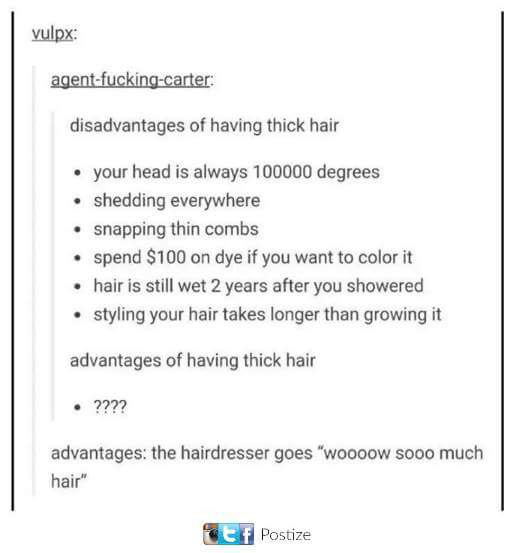 vulpx:
agent-fucking-carter:
disadvantages of having thick hair
• your head is always 100000 degrees
• shedding everywhere
• snapping thin combs
• spend $100 on dye if you want to color it
• hair is still wet 2 years after you showered
• styling your hair takes longer than growing it
advantages of having thick hair
• ????
advantages: the hairdresser goes “woooow sooo much
hair”
Postize